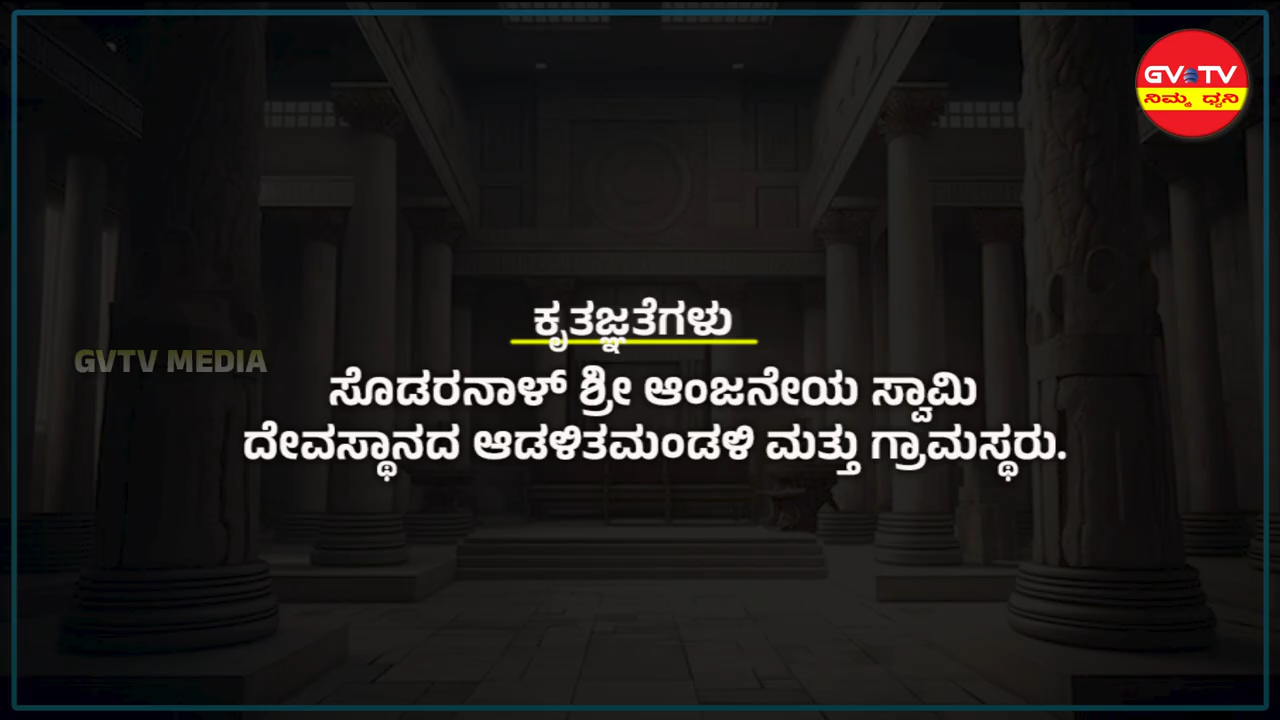 GVTV
ನಿಮ್ಮ ಧ್ವನಿ
ಕೃತಜ್ಞತೆಗಳು
GVTV MEDIA
ಸೊಡರನಾಳ್ ಶ್ರೀ ಆಂಜನೇಯ ಸ್ವಾಮಿ
ದೇವಸ್ಥಾನದ ಆಡಳಿತಮಂಡಳಿ ಮತ್ತು ಗ್ರಾಮಸ್ಥರು.